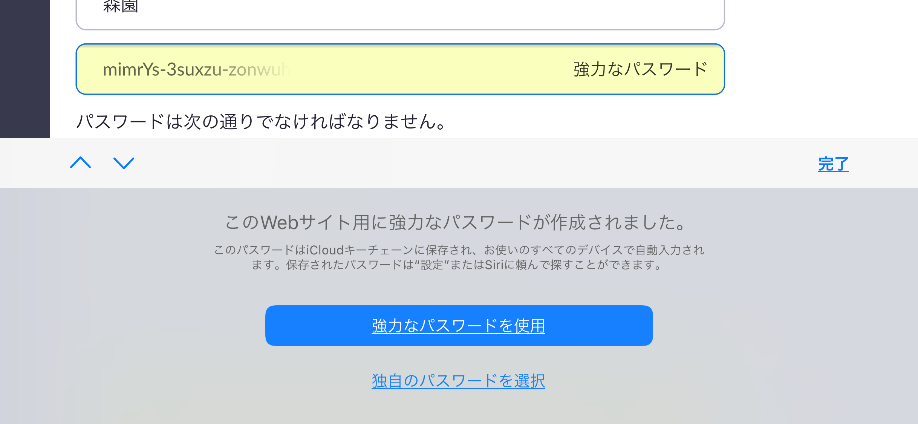 森園
mimrYs-3suxzu-zonwuh 強力なパスワード
パスワードは次の通りでなければなりません。
完了
このWebサイト用に強力なパスワードが作成されました。
このパスワードはiCloudキーチェーンに保存され、お使いのすべてのデバイスで自動入力され
ます。保存されたパスワードは“設定”またはSiriに頼んで探すことができます。
強力なパスワードを使用
独自のパスワードを選択